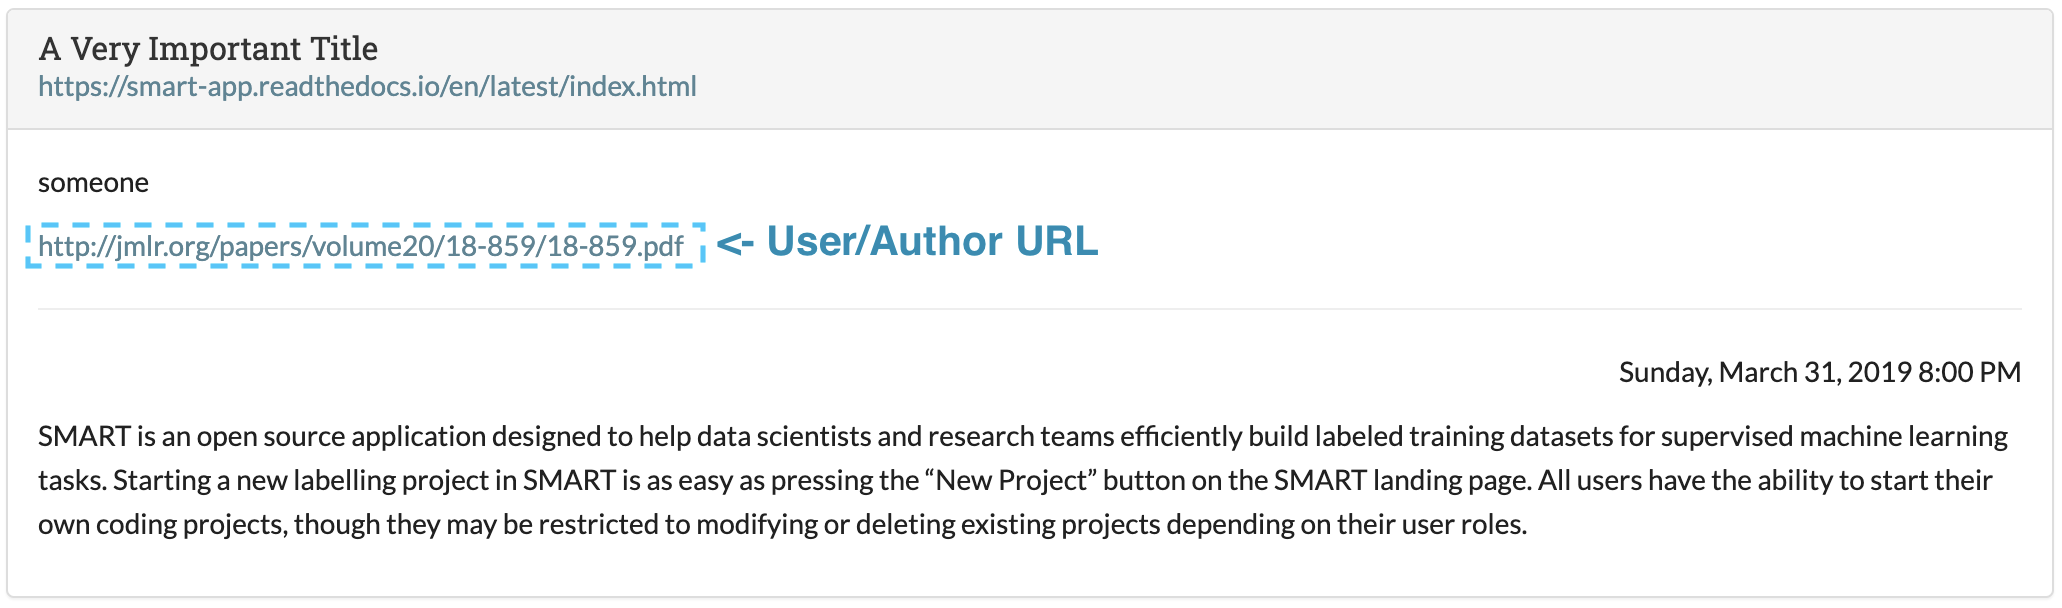 A Very Important Title
https://smart-app.readthedocs.io/en/latest/index.html
someone
http://jmlr.org/papers/volume20/18-859/18-859.pdf <- User/Author URL
Sunday, March 31, 2019 8:00 PM
SMART is an open source application designed to help data scientists and research teams efficiently build labeled training datasets for supervised machine learning
tasks. Starting a new labelling project in SMART is as easy as pressing the “New Project” button on the SMART landing page. All users have the ability to start their
own coding projects, though they may be restricted to modifying or deleting existing projects depending on their user roles.